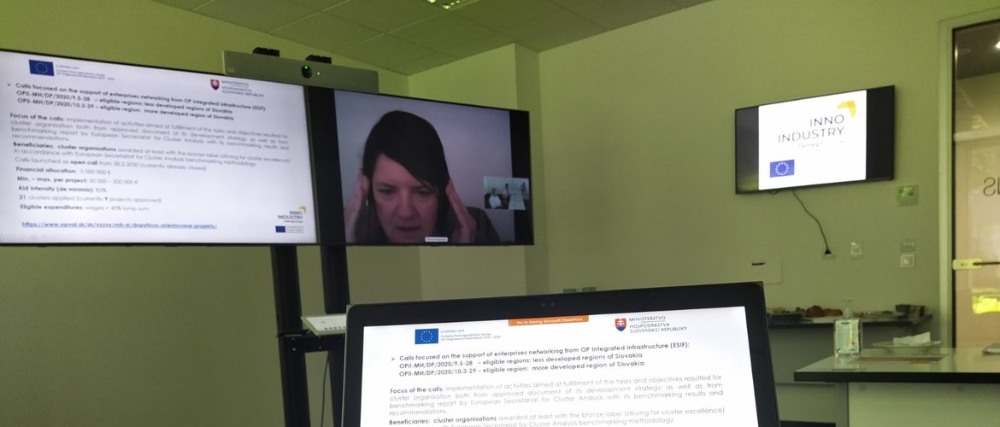 EURÓPSKA ÚNIA
MINISTERSTVO
HOSPODÁRSTVA
SLOVENSKEJ REPUBLIKY
➢ Calls focused on the support of enterprises networking from OP Integrated infrastructure (ESIF):
OPII-MH/DP/2020/9.5-28 – eligible regions: less developed regions of Slovakia
OPII-MH/DP/2020/10.3-29 – eligible region: more developed region of Slovakia
Focus of the calls: implementation of activities aimed at fulfillment of the tasks and objectives resulted for
cluster organisation both from approved document of its development strategy as well as from
benchmarking report by European Secretariat for Cluster Analysis with its benchmarking results and
recommendations.
Beneficiaries: cluster organisations awarded at least with the bronze label (striving for cluster excellence)
in accordance with European Secretariat for Cluster Analysis benchmarking methodology
Calls launched as open call from 28.2.2020 (currently already closed)
Financial allocation: 5 000 000 €
Min. – max. per project: 50 000 – 200 000 €
Aid intensity (de minimis): 85%
21 clusters applied (currently 9 projects approved)
Eligible expenditures: wages + 40% lump sum
https://www.opvai.sk/sk/vyzvy/mh-sr/dopytovo-orientovane-projekty/
INNO
INDUSTRY
INNO
INDUSTRY
You're sharing Microsoft PowerPoint
EURÓPSKA ÚNIA
MINISTERSTVO
HOSPODÁRSTVA
SLOVENSKEJ REPUBLIKY
➢ Calls focused on the support of enterprises networking from OP Integrated infrastructure (ESIF):
OPII-MH/DP/2020/9.5-28 – eligible regions: less developed regions of Slovakia
OPII-MH/DP/2020/10.3-29 – eligible region: more developed region of Slovakia
Focus of the calls: implementation of activities aimed at fulfillment of the tasks and objectives resulted for
cluster organisation both from approved document of its development strategy as well as from
benchmarking report by European Secretariat for Cluster Analysis with its benchmarking results and
recommendations.
Beneficiaries: cluster organisations awarded at least with the bronze label (striving for cluster excellence)
in accordance with European Secretariat for Cluster Analysis benchmarking methodology